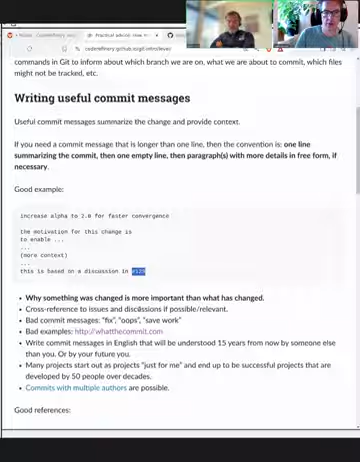 coderefinery.github.io/git-intro/level/
commands in Git to inform about which branch we are on, what we are about to commit, which files
might not be tracked, etc.
Writing useful commit messages
Useful commit messages summarize the change and provide context.
If you need a commit message that is longer than one line, then the convention is: one line
summarizing the commit, then one empty line, then paragraph(s) with more details in free form, if
necessary.
Good example:
increase alpha to 2.0 for faster convergence
the motivation for this change is
to enable ...
...
(more context)
...
this is based on a discussion in #123
Why something was changed is more important than what has changed.
Cross-reference to issues and discussions if possible/relevant.
Bad commit messages: "fix", "oops", "save work"
Bad examples: http://whatthecommit.com
Write commit messages in English that will be understood 15 years from now by someone else
than you. Or by your future you.
Many projects start out as projects "just for me" and end up to be successful projects that are
developed by 50 people over decades.
Commits with multiple authors are possible.
Good references: